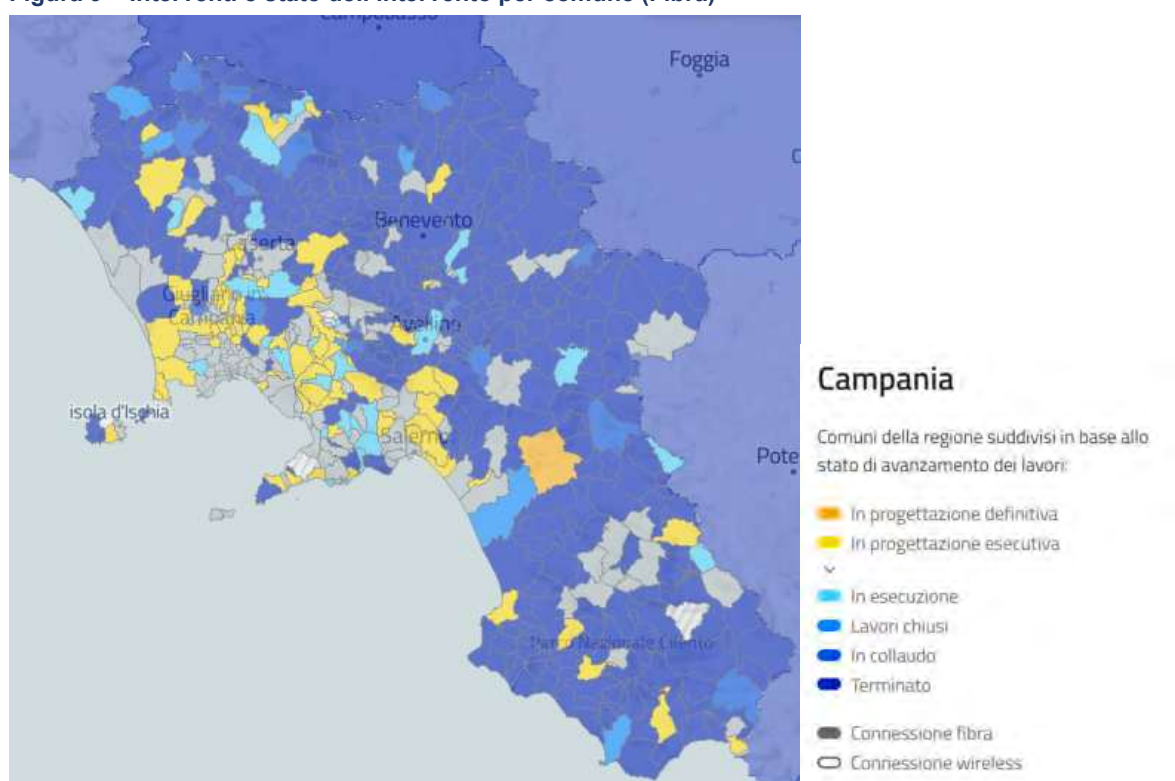 Foggia
Benevento
Caserta
Giugliano in
Campania
Avellino
isola d'Ischia
Salerno
Pote
Parco Nazionale Cilento
Campania
Comuni della regione suddivisi in base allo
stato di avanzamento dei lavori:
In progettazione definitiva
In progettazione esecutiva
In esecuzione
Lavori chiusi
In collaudo
Terminato
Connessione fibra
Connessione wireless